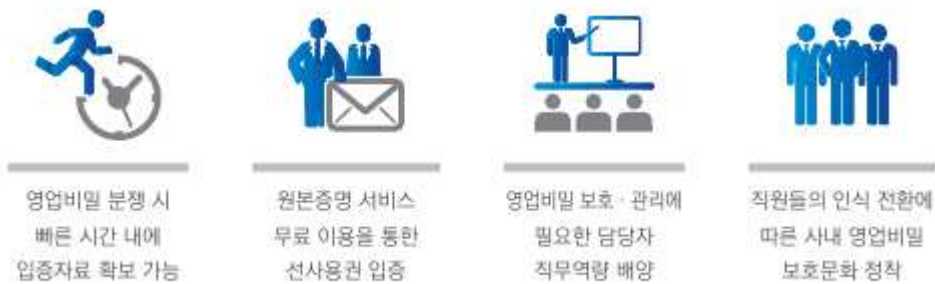 영업비밀 분쟁 시
빠른 시간 내에
입증자료 확보 가능
원본증명 서비스
무료 이용을 통한
선사용권 입증
영업비밀 보호 · 관리에
필요한 담당자
직무역량 배양
직원들의 인식 전환에
따른 사내 영업비밀
보호문화 정착